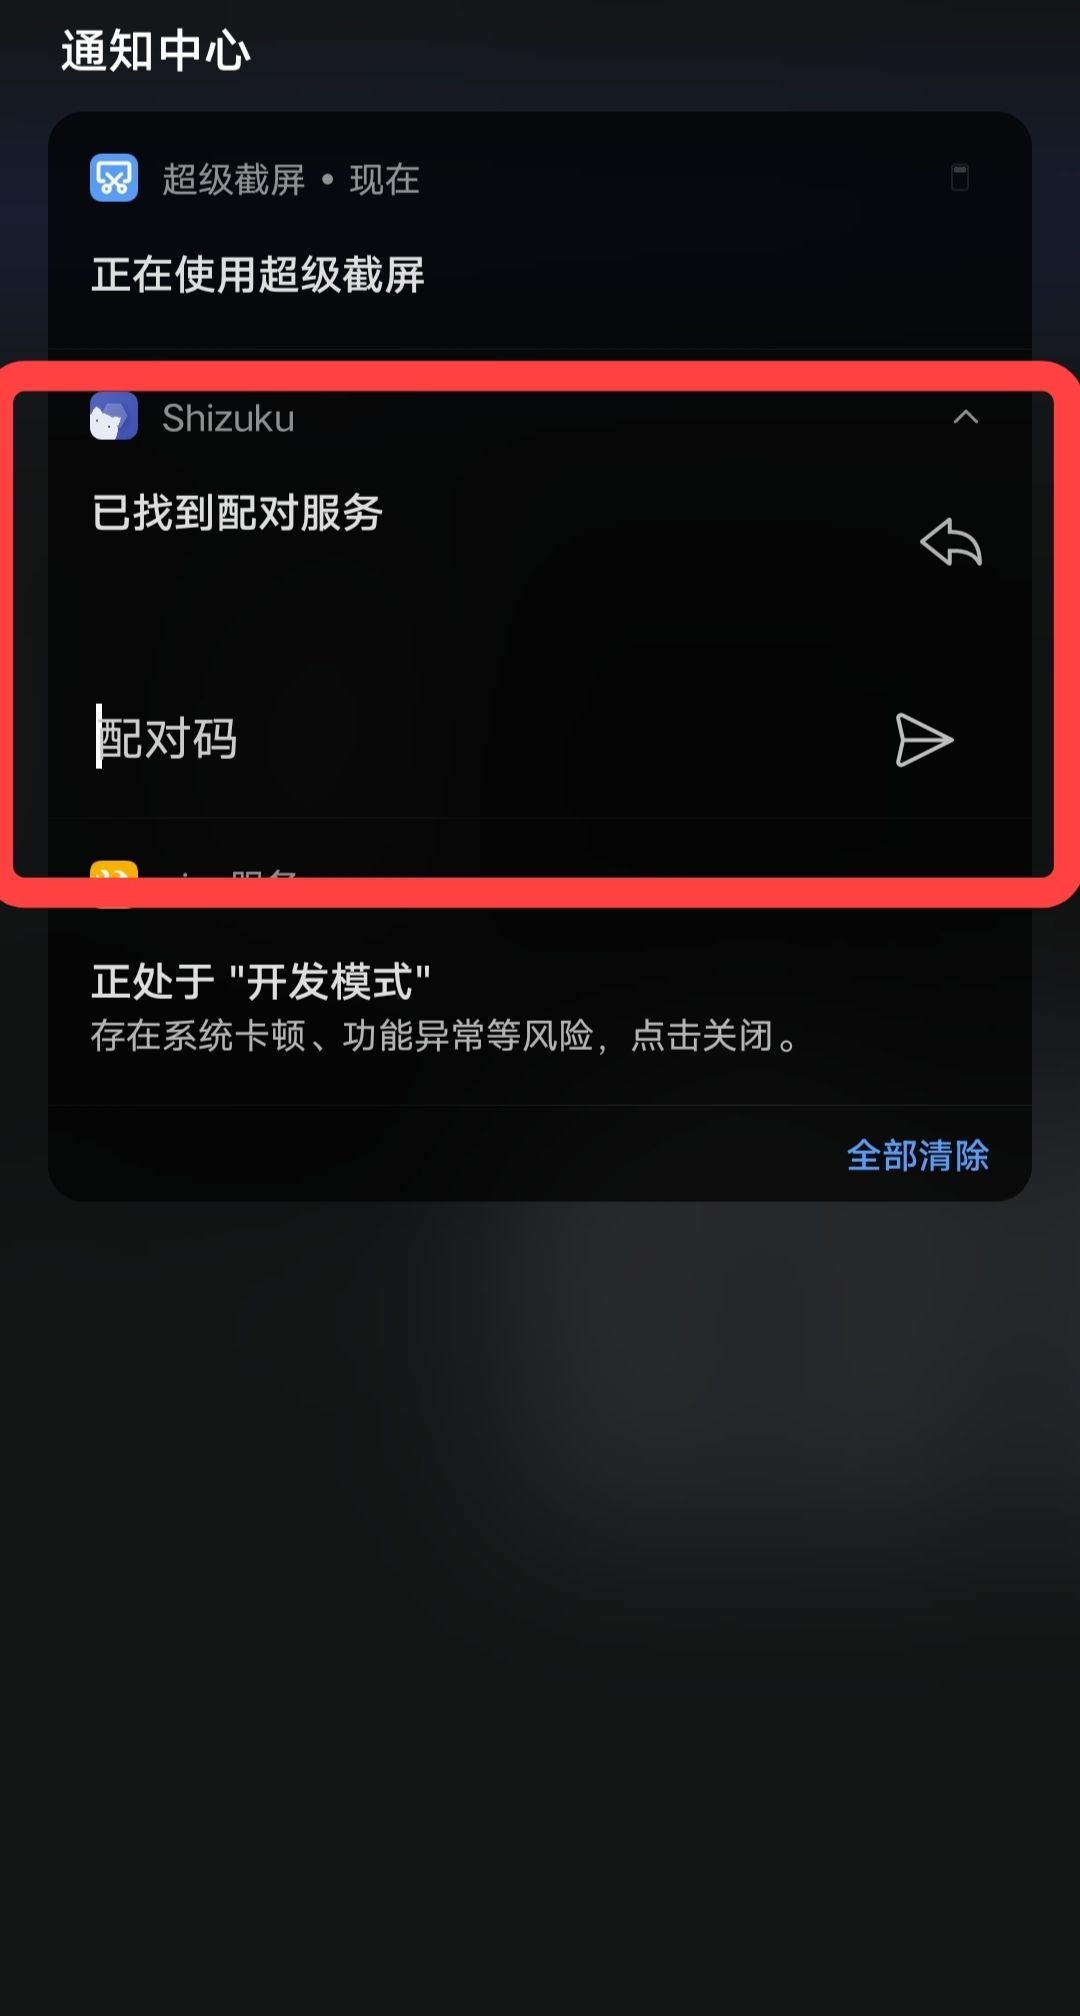 通知中心
超级截屏 • 现在
正在使用超级截屏
Shizuku
已找到配对服务
配对码
服务
正处于 "开发模式"
存在系统卡顿、功能异常等风险，点击关闭。
全部清除